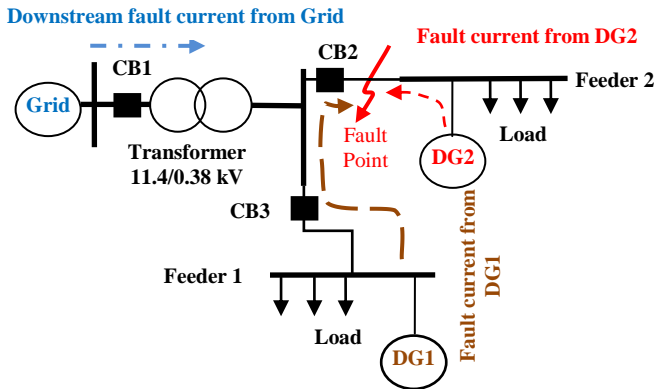 Downstream fault current from Grid
CB1
CB2
Fault current from DG2
Grid
Feeder 2
Transformer
11.4/0.38 kV
Fault
Point
Load
DG2
CB3
Fault current from
DG1
Feeder 1
Load
DG1